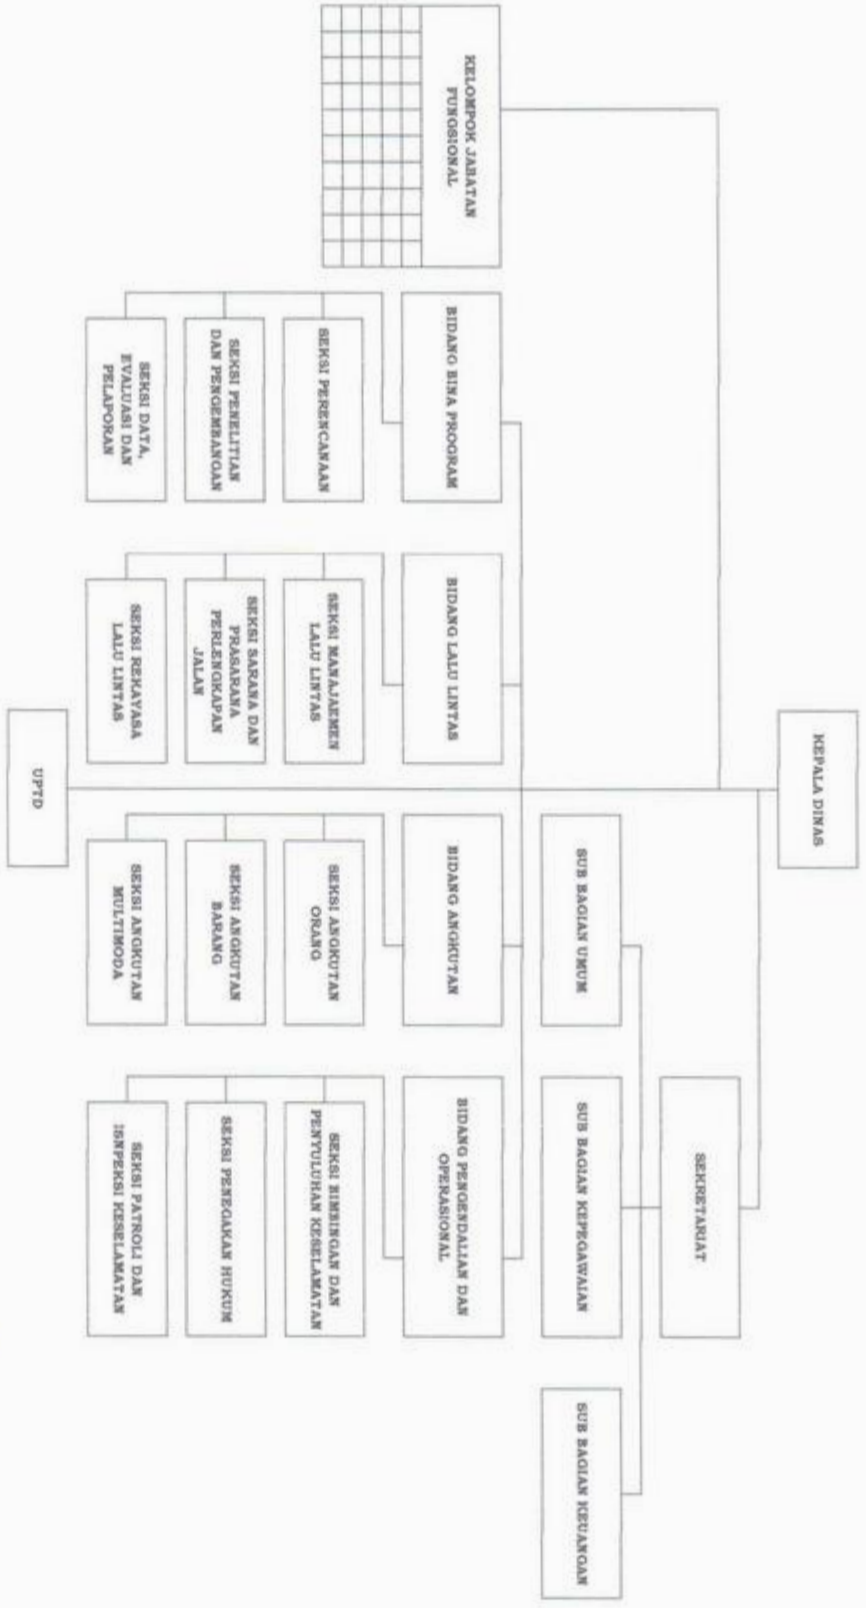 KEPALA DINAS
SEKRETARIAT
KELOMPOK JABATAN
FUNGSIONAL
SUB BAGIAN UMUM
SUB BAGIAN KEPEGAWAIAN
SUB BAGIAN KEUANGAN
BIDANG BINA PROGRAM
BIDANG LALU LINTAS
BIDANG ANGKUTAN
BIDANG PENGENDALIAN DAN
OPERASIONAL
SEKSI PERENCANAAN
SEKSI MANAJAEMEN
LALU LINTAS
SEKSI ANGKUTAN
ORANG
SEKSI BIMBINGAN DAN
PENYULUHAN KESELAMATAN
SEKSI PENELITIAN
DAN PENGEMBANGAN
SEKSI SARANA DAN
PRASARANA
PERLENGKAPAN
JALAN
SEKSI ANGKUTAN
BARANG
SEKSI PENEGAKAN HUKUM
SEKSI DATA,
EVALUASI DAN
PELAPORAN
SEKSI REKAYASA
LALU LINTAS
SEKSI ANGKUTAN
MULTIMODA
SEKSI PATROLI DAN
ISNPEKSI KESELAMATAN
UPTD